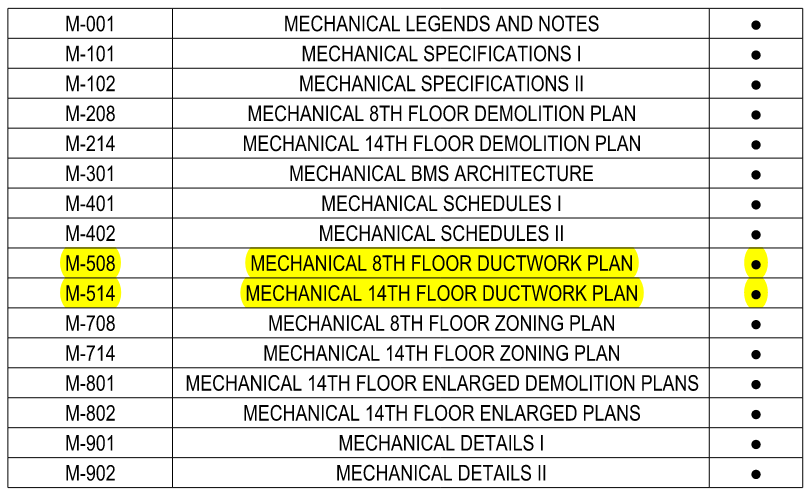 M-001 MECHANICAL LEGENDS AND NOTES ●
M-101 MECHANICAL SPECIFICATIONS I ●
M-102 MECHANICAL SPECIFICATIONS II ●
M-208 MECHANICAL 8TH FLOOR DEMOLITION PLAN ●
M-214 MECHANICAL 14TH FLOOR DEMOLITION PLAN ●
M-301 MECHANICAL BMS ARCHITECTURE ●
M-401 MECHANICAL SCHEDULES I ●
M-402 MECHANICAL SCHEDULES II ●
M-508 MECHANICAL 8TH FLOOR DUCTWORK PLAN ●
M-514 MECHANICAL 14TH FLOOR DUCTWORK PLAN ●
M-708 MECHANICAL 8TH FLOOR ZONING PLAN ●
M-714 MECHANICAL 14TH FLOOR ZONING PLAN ●
M-801 MECHANICAL 14TH FLOOR ENLARGED DEMOLITION PLANS ●
M-802 MECHANICAL 14TH FLOOR ENLARGED PLANS ●
M-901 MECHANICAL DETAILS I ●
M-902 MECHANICAL DETAILS II ●